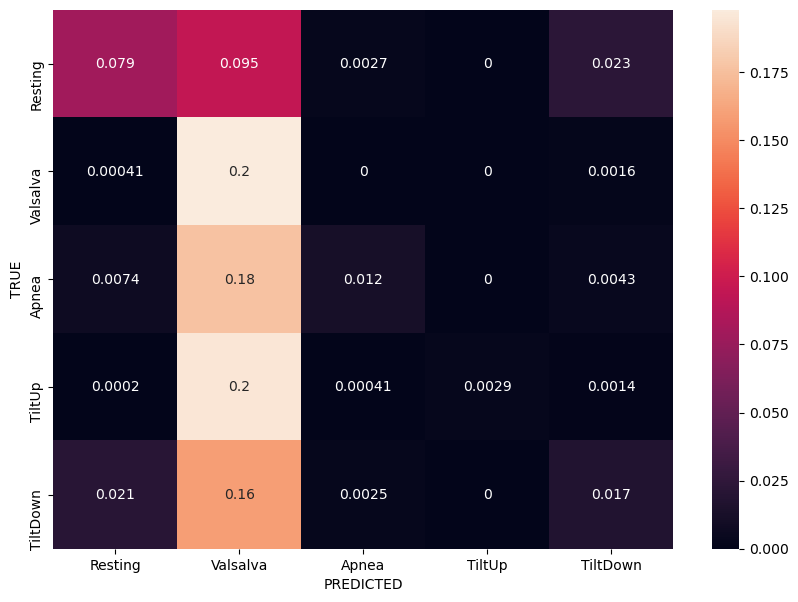 Resting 0.079 0.095 0.0027 0 0.023
Valsalva 0.00041 0.2 0 0 0.0016
Apnea 0.0074 0.18 0.012 0 0.0043
TiltUp 0.0002 0.2 0.00041 0.0029 0.0014
TiltDown 0.021 0.16 0.0025 0 0.017
TRUE
Resting Valsalva Apnea TiltUp TiltDown
PREDICTED
0.175
0.150
0.125
0.100
0.075
0.050
0.025
0.000